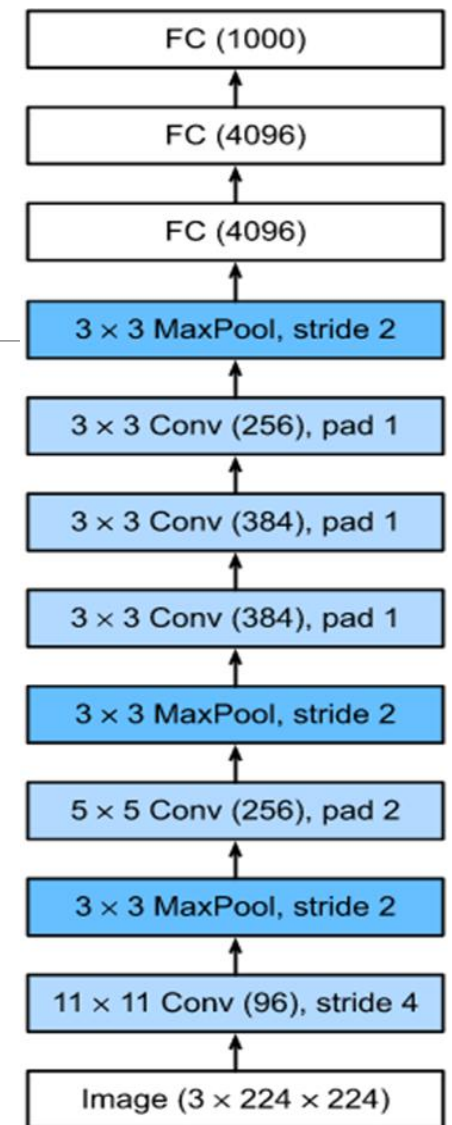 FC (1000)
FC (4096)
FC (4096)
3 × 3 MaxPool, stride 2
3 × 3 Conv (256), pad 1
3 × 3 Conv (384), pad 1
3 × 3 Conv (384), pad 1
3 × 3 MaxPool, stride 2
5 × 5 Conv (256), pad 2
3 × 3 MaxPool, stride 2
11 × 11 Conv (96), stride 4
Image (3 × 224 × 224)